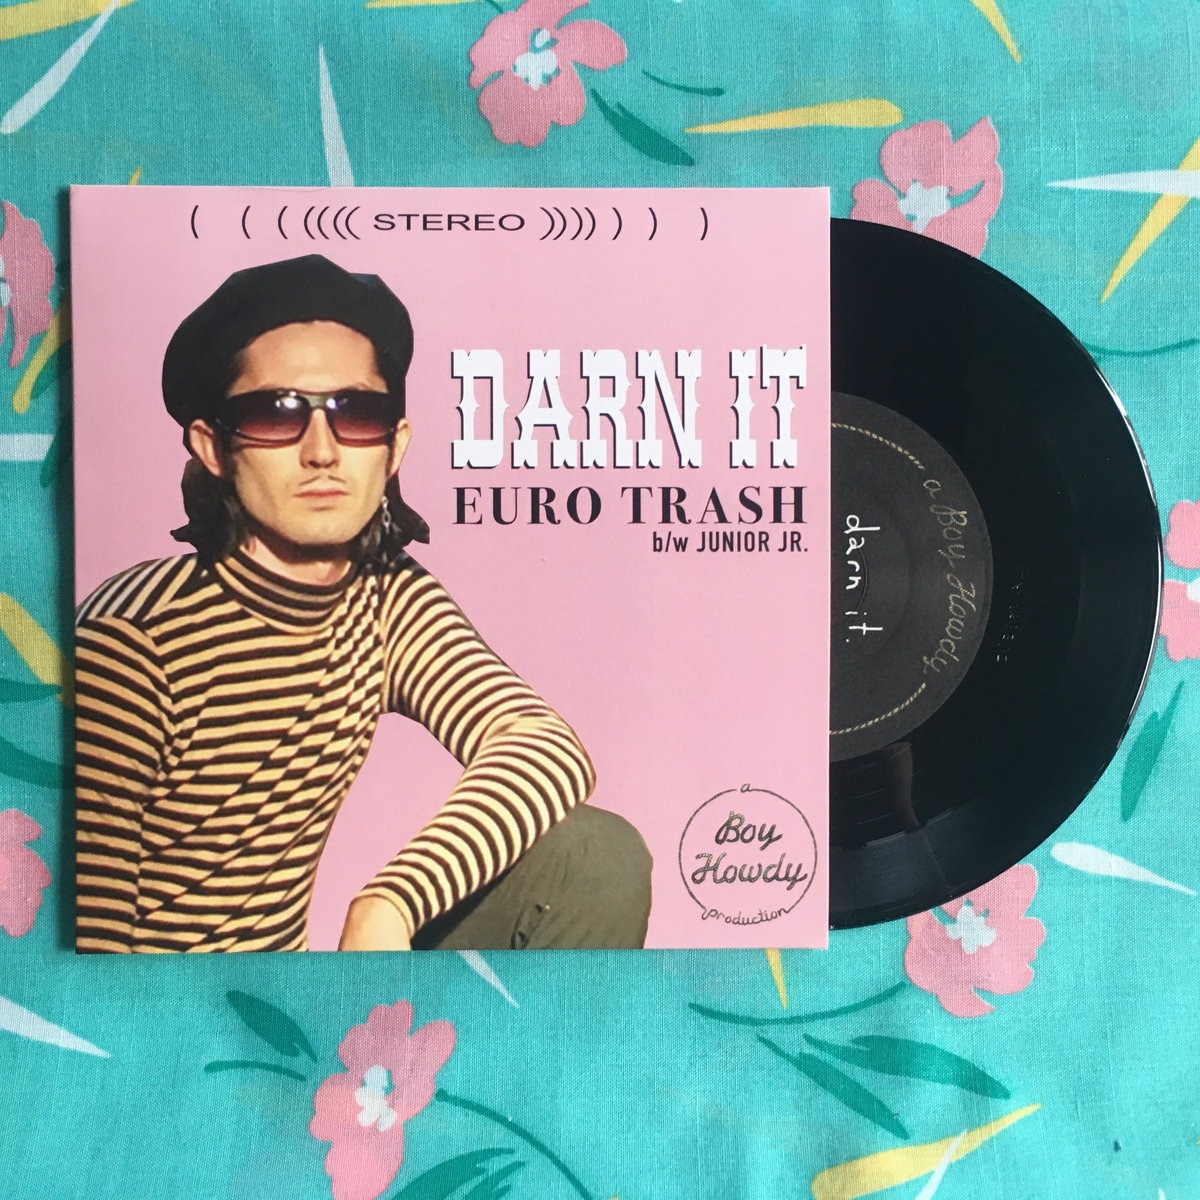 ( ( ( (((( STEREO )))) ) ) )
DARN IT
EURO TRASH
b/w JUNIOR JR.
a
Boy
Howdy
production
a Boy Howdy
darn it.